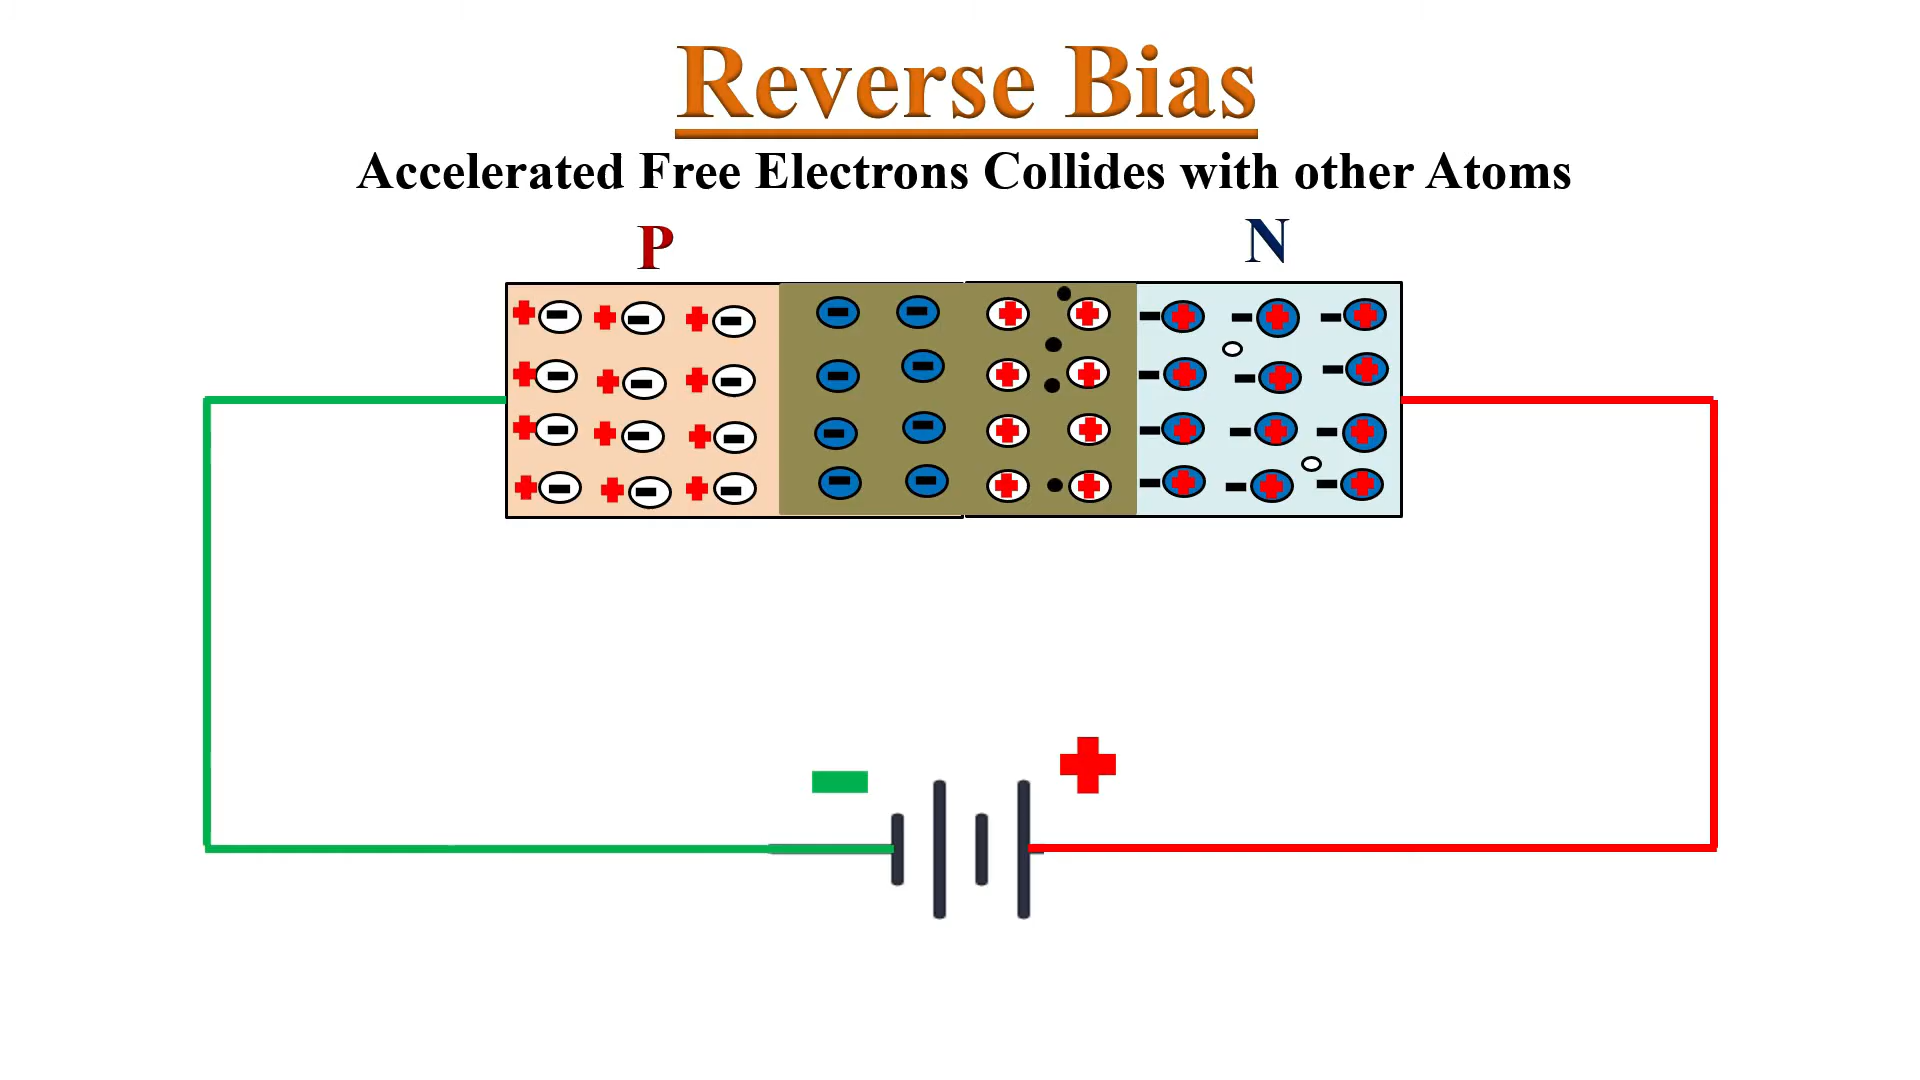 Reverse Bias
Accelerated Free Electrons Collides with other Atoms
P
N